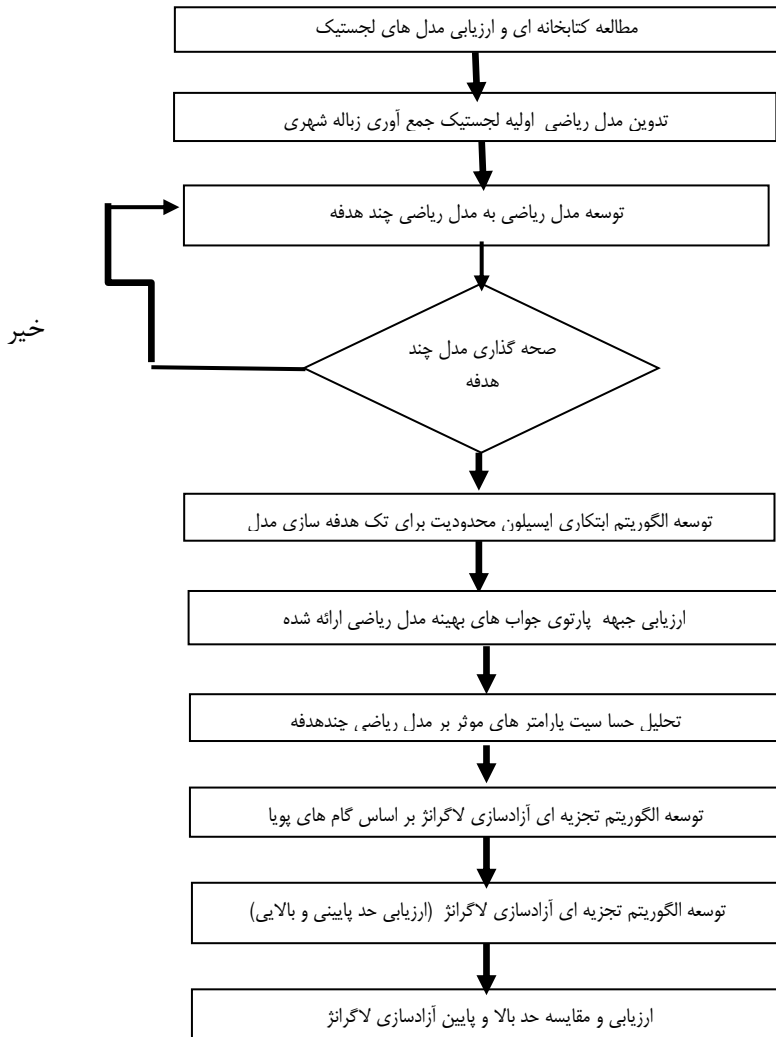 مطالعه کتابخانه ای و ارزیابی مدل های لجستیک
تدوین مدل ریاضی اولیه لجستیک جمع آوری زباله شهری
توسعه مدل ریاضی به مدل ریاضی چند هدفه
خیر
صحه گذاری مدل چند
هدفه
توسعه الگوریتم ابتکاری اپسیلون محدودیت برای تک هدفه سازی مدل
ارزیابی جبهه پارتوی جواب های بهینه مدل ریاضی ارائه شده
تحلیل حسا سیت پارامتر های موثر بر مدل ریاضی چندهدفه
توسعه الگوریتم تجزیه ای آزادسازی لاگرانژ بر اساس گام های پویا
توسعه الگوریتم تجزیه ای آزادسازی لاگرانژ (ارزیابی حد پایینی و بالایی)
ارزیابی و مقایسه حد بالا و پایین آزادسازی لاگرانژ